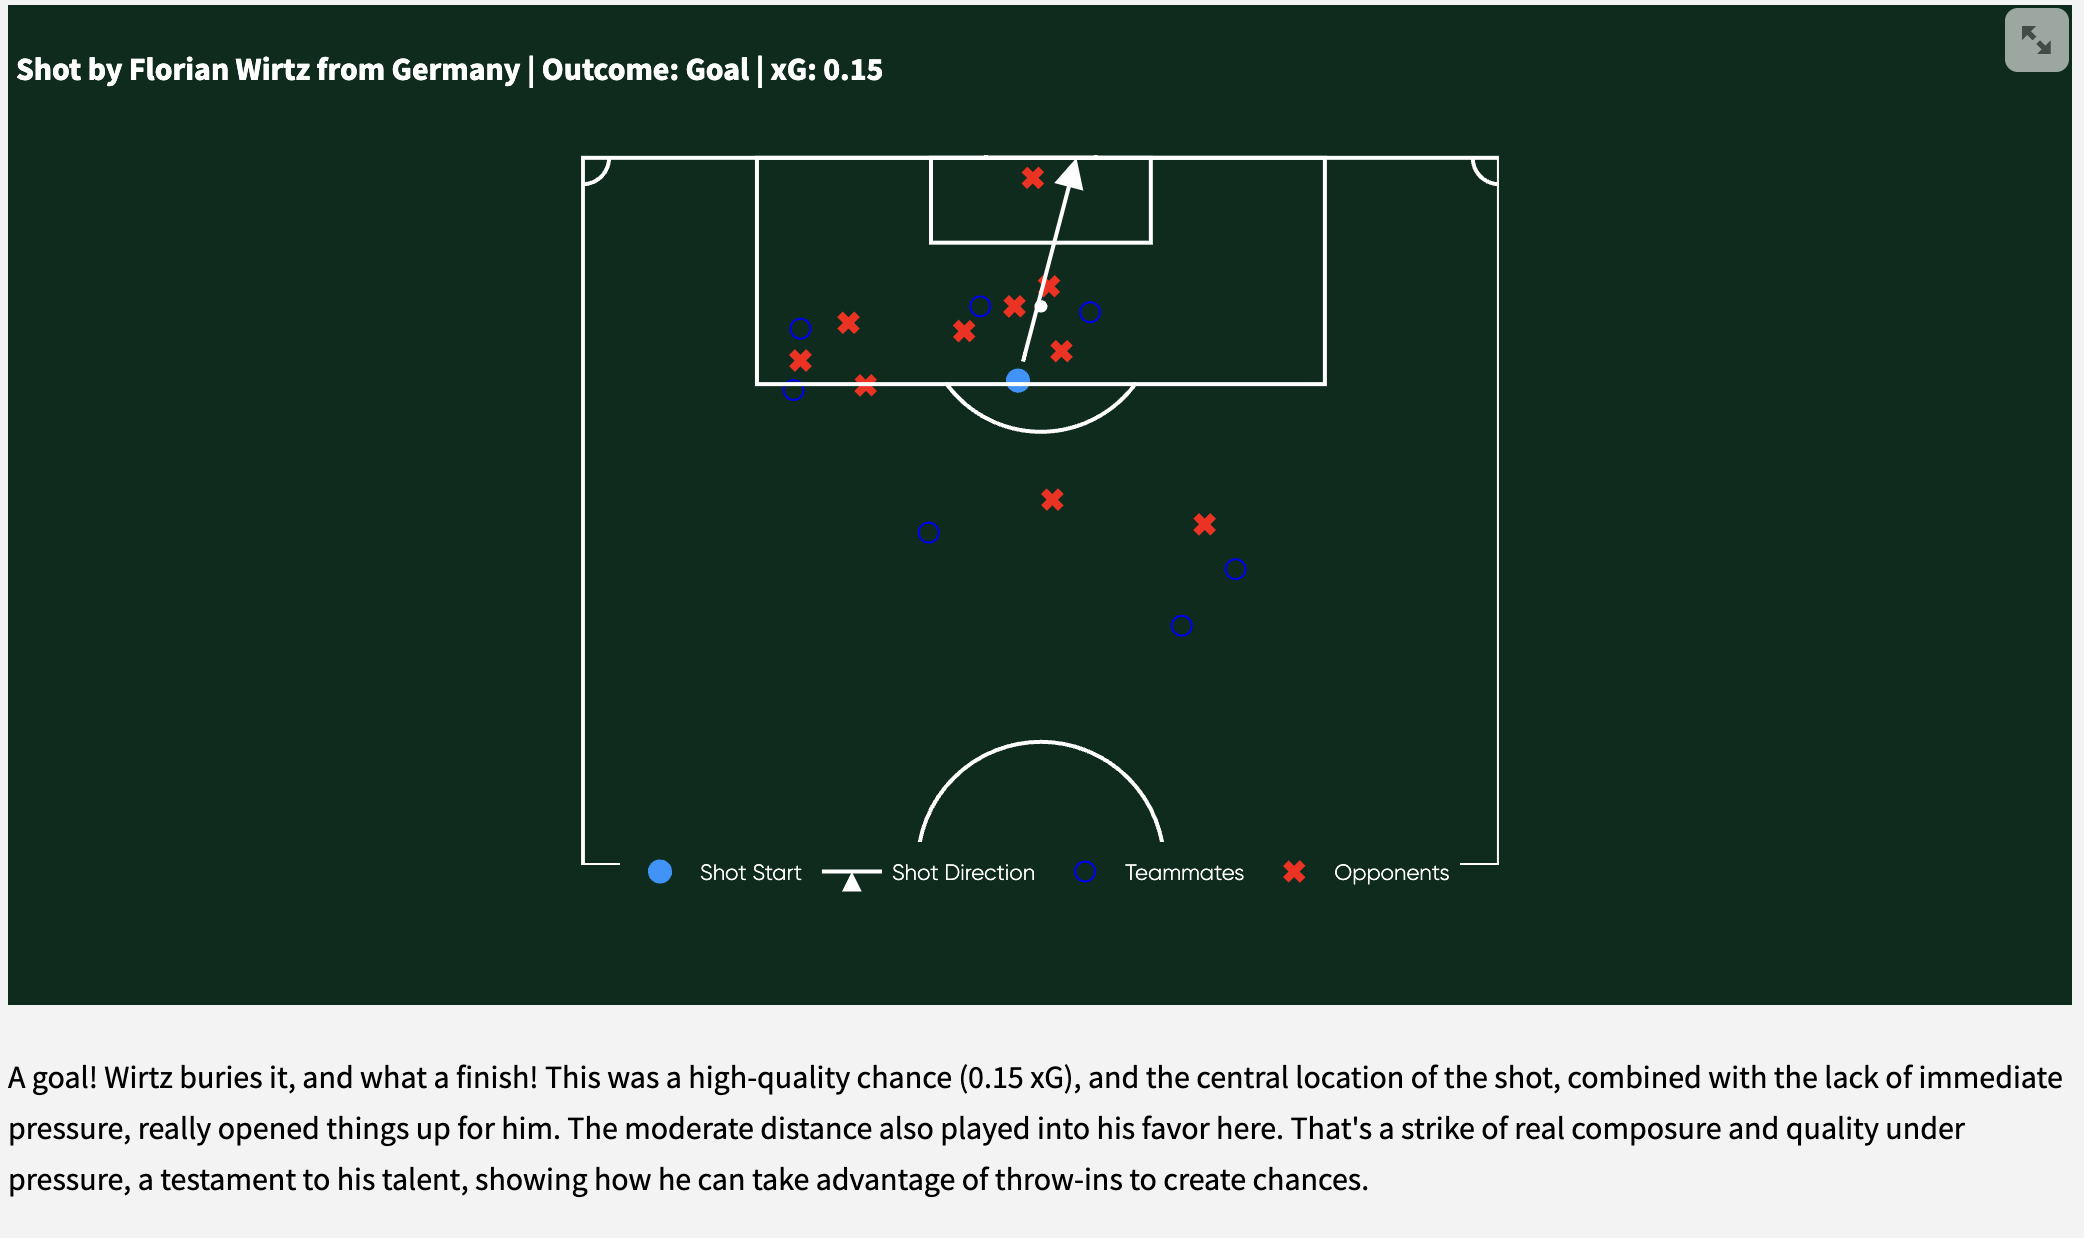 Shot by Florian Wirtz from Germany | Outcome: Goal | xG: 0.15
Shot Start Shot Direction Teammates Opponents
A goal! Wirtz buries it, and what a finish! This was a high-quality chance (0.15 xG), and the central location of the shot, combined with the lack of immediate
pressure, really opened things up for him. The moderate distance also played into his favor here. That's a strike of real composure and quality under
pressure, a testament to his talent, showing how he can take advantage of throw-ins to create chances.